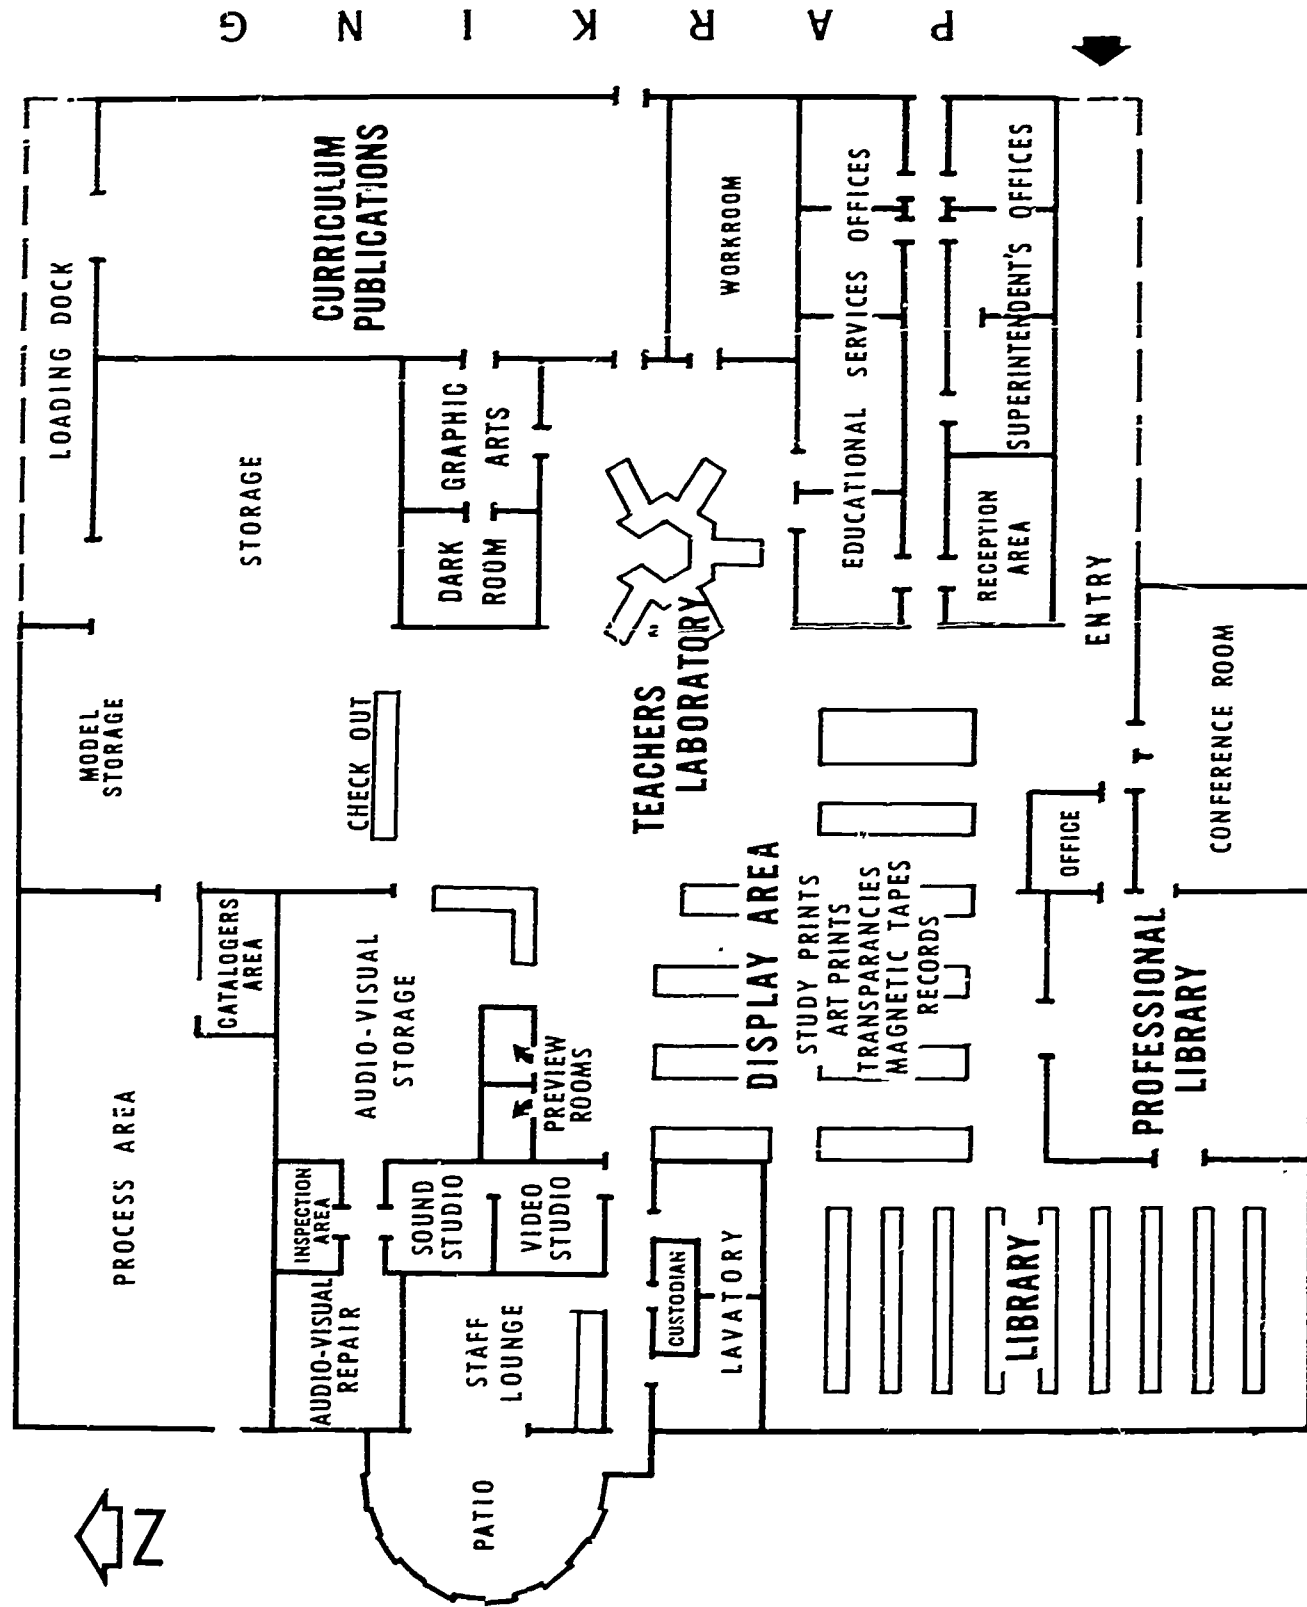 PARKING
LOADING DOCK
CURRICULUM
PUBLICATIONS
STORAGE
GRAPHIC
ARTS
DARK
ROOM
WORKROOM
EDUCATIONAL SERVICES OFFICES
SUPERINTENDENT'S OFFICES
RECEPTION
AREA
ENTRY
MODEL
STORAGE
CHECK OUT
TEACHERS
LABORATORY
CONFERENCE ROOM
OFFICE
CATALOGERS
AREA
AUDIO-VISUAL
STORAGE
PREVIEW
ROOMS
DISPLAY AREA
STUDY PRINTS
ART PRINTS
TRANSPARANCIES
MAGNETIC TAPES
RECORDS
PROFESSIONAL
LIBRARY
PROCESS AREA
INSPECTION
AREA
SOUND
STUDIO
VIDEO
STUDIO
AUDIO-VISUAL
REPAIR
STAFF
LOUNGE
CUSTODIAN
LAVATORY
LIBRARY
PATIO
N